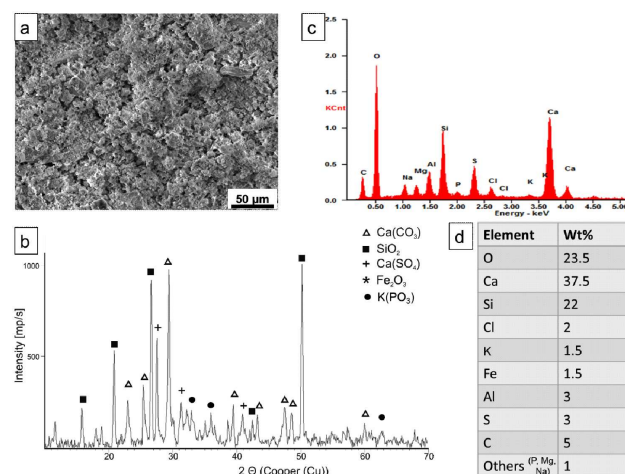 a
50 µm
c
KCnt
2.5
2.0
1.5
1.0
0.5
0.0
O
C
Na
Mg
Al
Si
P
S
Cl
Cl
K
K
Ca
Ca
0.50 1.00 1.50 2.00 2.50 3.00 3.50 4.00 4.50 5.0
Energy - keV
b
Intensity [mp/s]
1000
500
△ Ca(CO₃)
■ SiO₂
+ Ca(SO₄)
✶ Fe₂O₃
● K(PO₃)
20 30 40 50 60 70
2 Θ (Cooper (Cu))
d
Element Wt%
O 23.5
Ca 37.5
Si 22
Cl 2
K 1.5
Fe 1.5
Al 3
S 3
C 5
Others (P, Mg, Na) 1